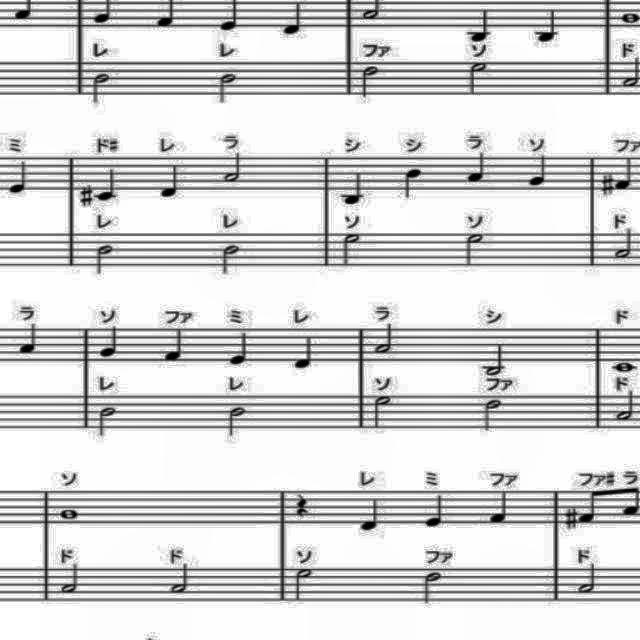 レ レ ファ ソ ド
ミ ド# レ ラ シ シ ラ ソ ファ
レ レ ソ ソ ド
ラ ソ ファ ミ レ ラ シ ド
レ レ ソ ファ ド
ソ レ ミ ファ ファ# ラ
ド ド ソ ファ ド